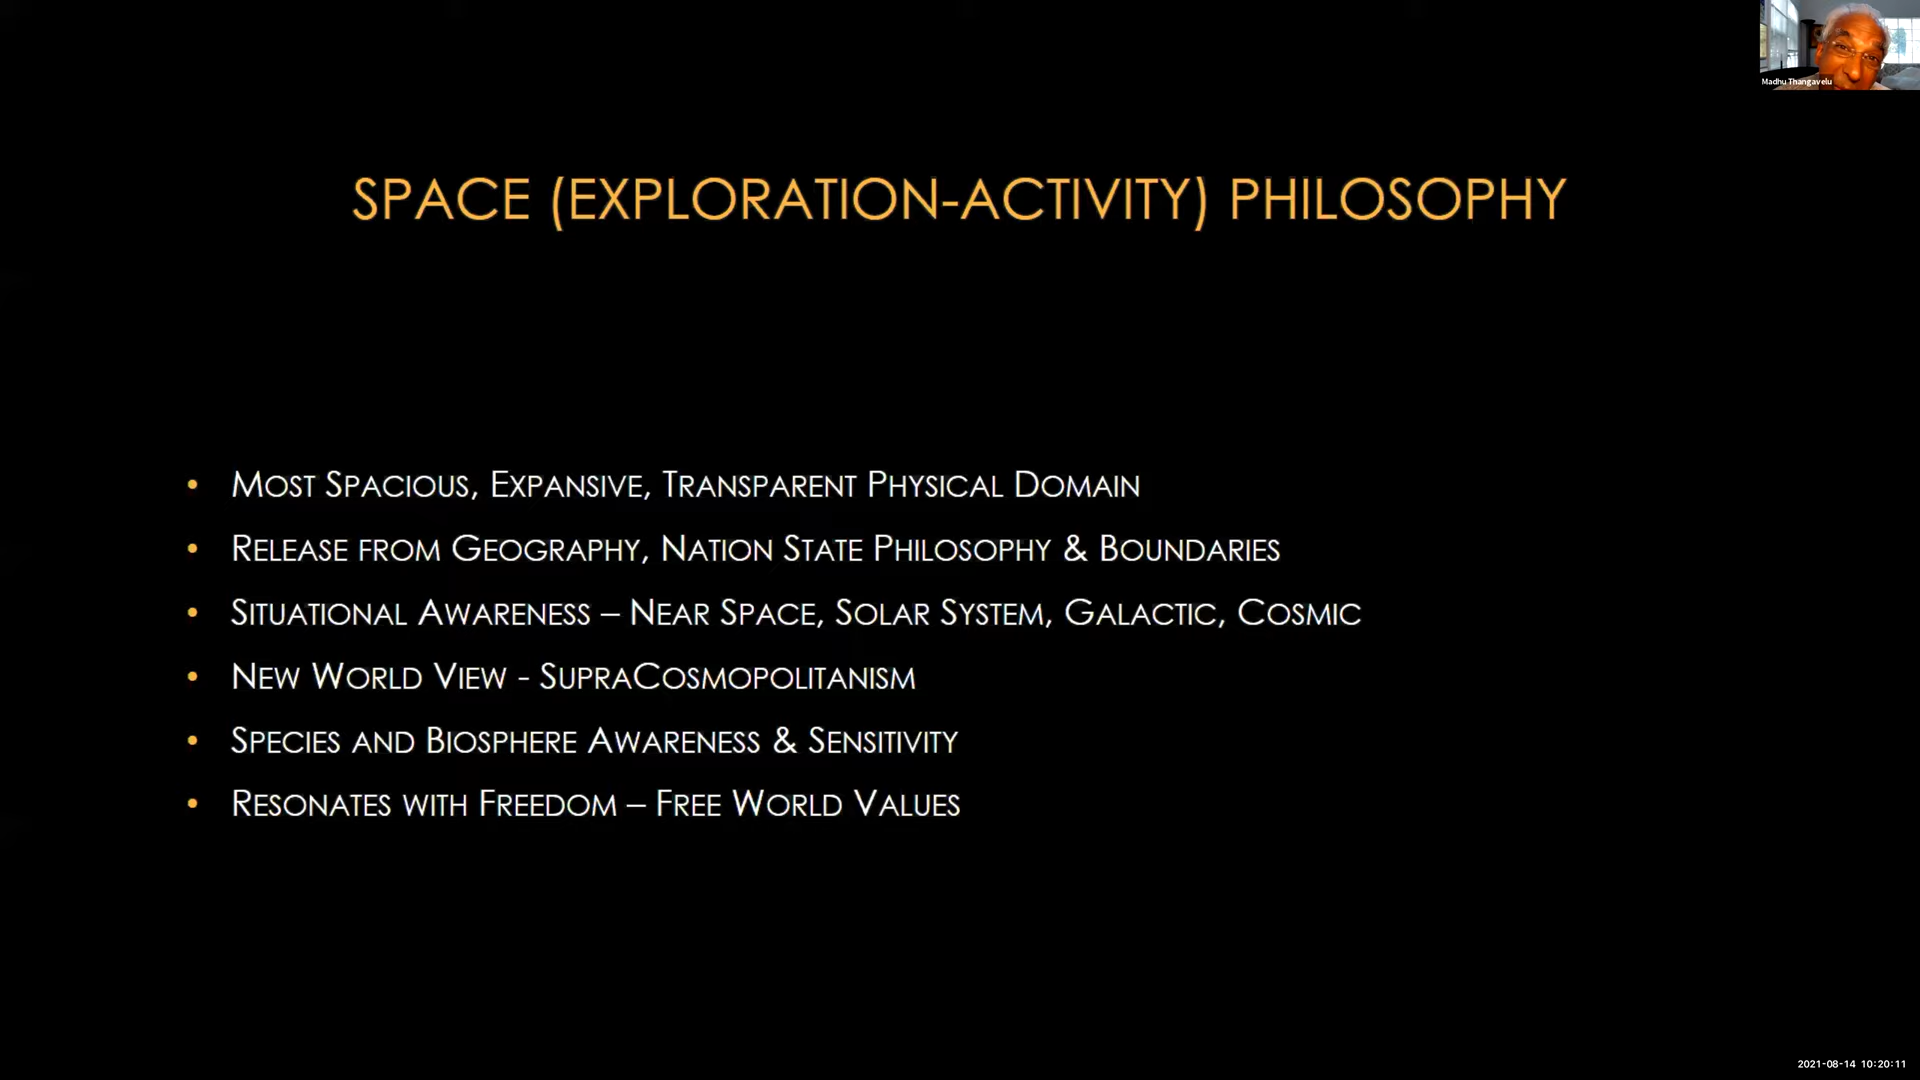 Madhu Thangavelu
SPACE (EXPLORATION-ACTIVITY) PHILOSOPHY
• Most Spacious, Expansive, Transparent Physical Domain
• Release from Geography, Nation State Philosophy & Boundaries
• Situational Awareness – Near Space, Solar System, Galactic, Cosmic
• New World View - SupraCosmopolitanism
• Species and Biosphere Awareness & Sensitivity
• Resonates with Freedom – Free World Values
2021-08-14 10:20:11